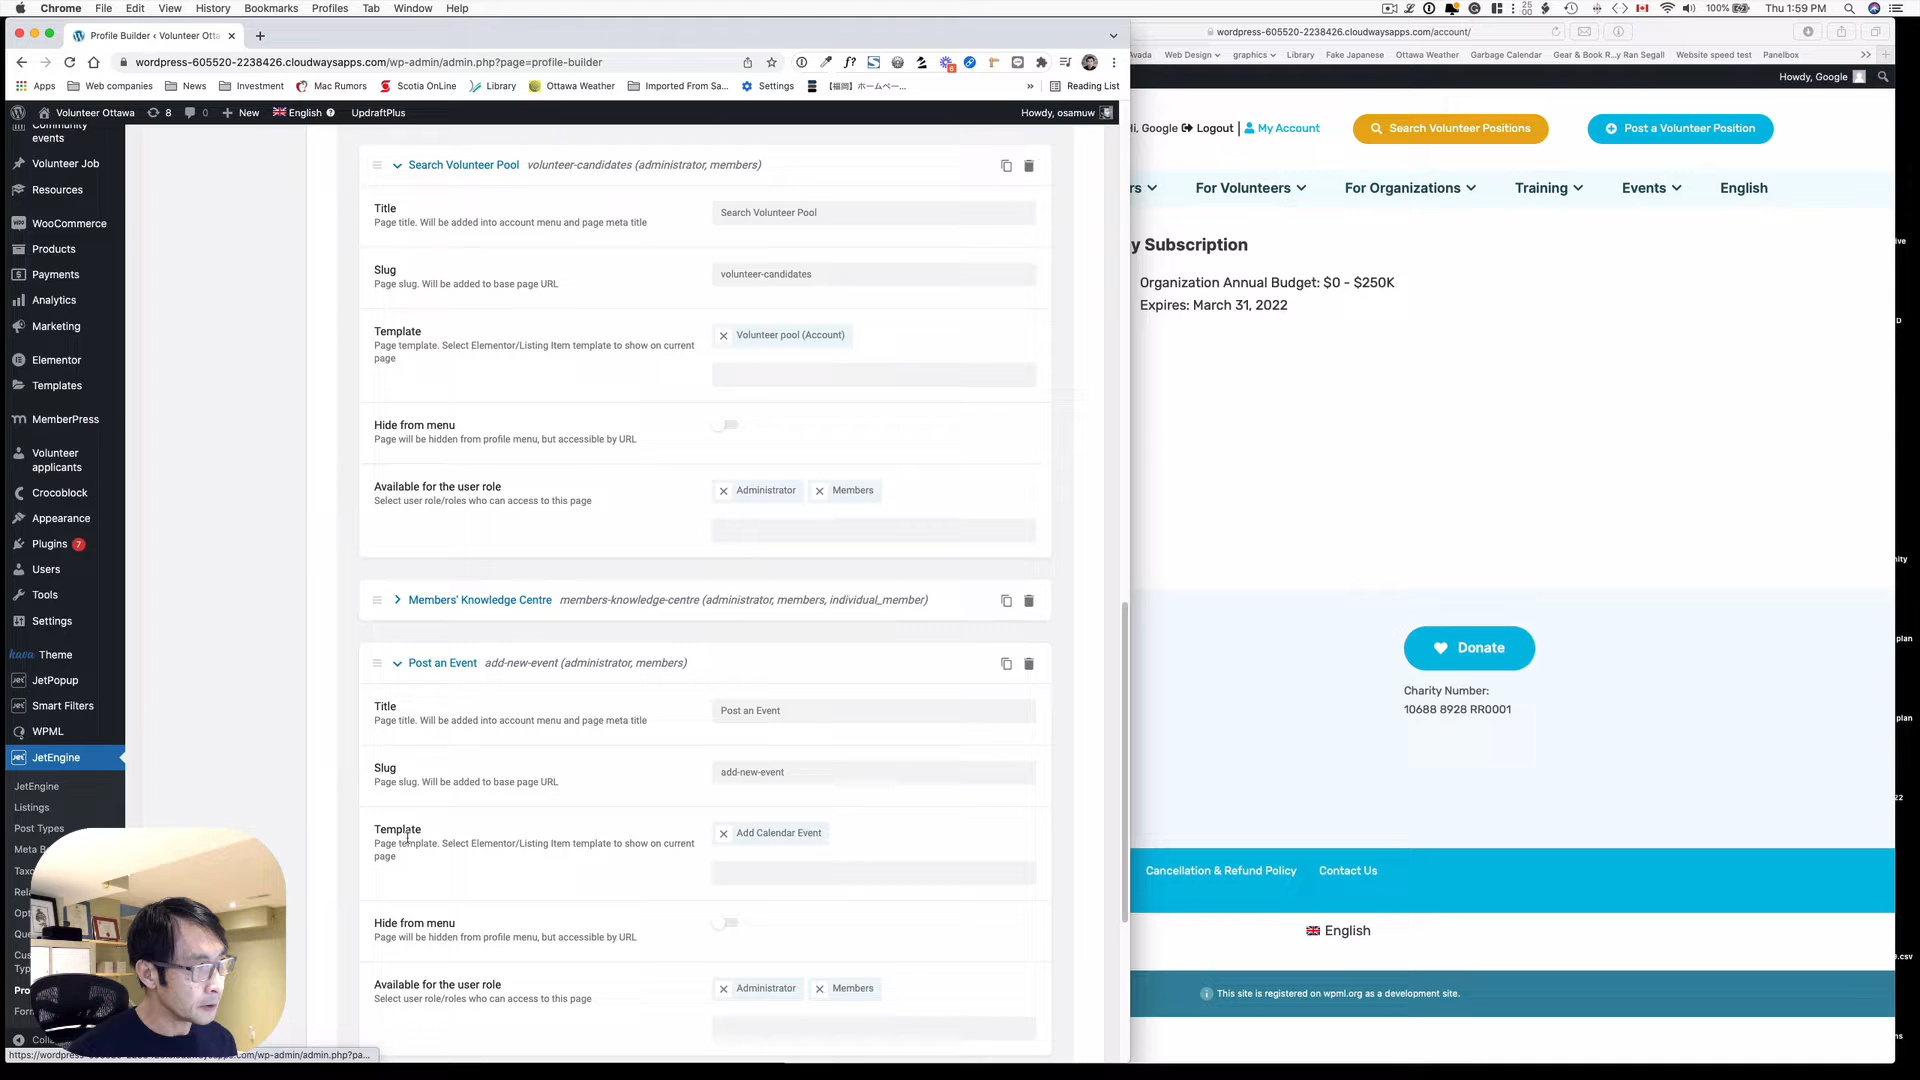 Chrome File Edit View History Bookmarks Profiles Tab Window Help
25
00
100% Thu 1:59 PM
Profile Builder ‹ Volunteer Otta
wordpress-605520-2238426.cloudwaysapps.com/wp-admin/admin.php?page=profile-builder
Apps Web companies News Investment Mac Rumors Scotia OnLine Library Ottawa Weather Imported From Sa... Settings 【福岡】ホームペー... » Reading List
Volunteer Ottawa 8 0 New English UpdraftPlus Howdy, osamuw
Community
events
Volunteer Job
Resources
WooCommerce
Products
Payments
Analytics
Marketing
Elementor
Templates
MemberPress
Volunteer
applicants
Crocoblock
Appearance
Plugins 7
Users
Tools
Settings
kava Theme
JetPopup
Smart Filters
WPML
JetEngine
JetEngine
Listings
Post Types
Meta B
Taxo
Rel
Opt
Que
Cus
Typ
Pro
For
Colla
Search Volunteer Pool volunteer-candidates (administrator, members)
Title
Page title. Will be added into account menu and page meta title
Search Volunteer Pool
Slug
Page slug. Will be added to base page URL
volunteer-candidates
Template
Page template. Select Elementor/Listing Item template to show on current
page
Volunteer pool (Account)
Hide from menu
Page will be hidden from profile menu, but accessible by URL
Available for the user role
Select user role/roles who can access to this page
Administrator Members
Members' Knowledge Centre members-knowledge-centre (administrator, members, individual_member)
Post an Event add-new-event (administrator, members)
Title
Page title. Will be added into account menu and page meta title
Post an Event
Slug
Page slug. Will be added to base page URL
add-new-event
Template
Page template. Select Elementor/Listing Item template to show on current
page
Add Calendar Event
Hide from menu
Page will be hidden from profile menu, but accessible by URL
Available for the user role
Select user role/roles who can access to this page
Administrator Members
wordpress-605520-2238426.cloudwaysapps.com/account/
Avada Web Design graphics Library Fake Japanese Ottawa Weather Garbage Calendar Gear & Book R...y Ran Segall Website speed test Panelbox »
Howdy, Google
Hi, Google Logout | My Account
Search Volunteer Positions
Post a Volunteer Position
rs For Volunteers For Organizations Training Events English
y Subscription
Organization Annual Budget: $0 - $250K
Expires: March 31, 2022
Donate
Charity Number:
10688 8928 RR0001
Cancellation & Refund Policy Contact Us
English
This site is registered on wpml.org as a development site.